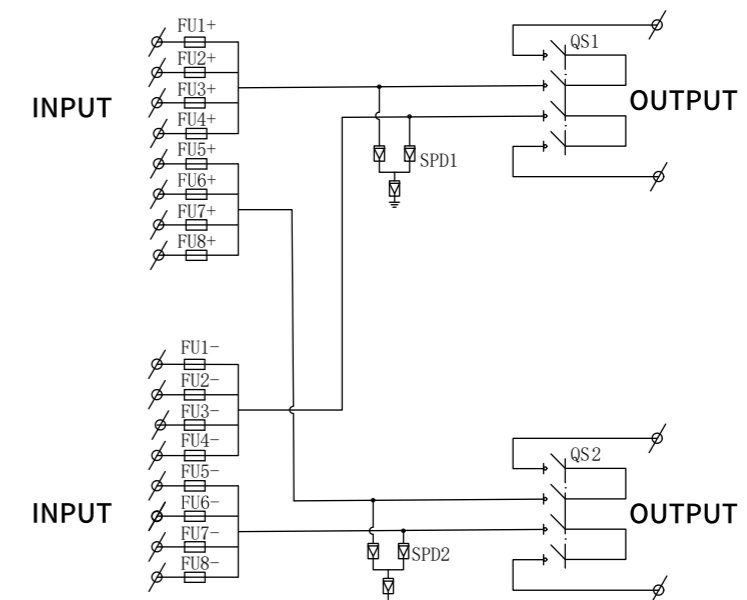 FU1+
FU2+
FU3+
FU4+
FU5+
FU6+
FU7+
FU8+
INPUT
QS1
OUTPUT
SPD1
FU1-
FU2-
FU3-
FU4-
FU5-
FU6-
FU7-
FU8-
INPUT
QS2
OUTPUT
SPD2